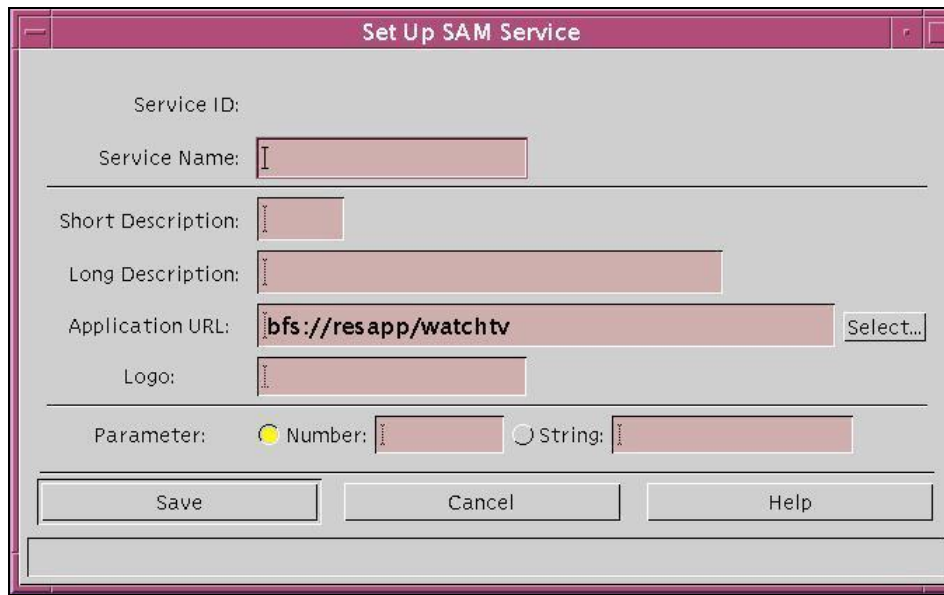 Set Up SAM Service
Service ID:
Service Name:
Short Description:
Long Description:
Application URL: bfs://resapp/watchtv Select...
Logo:
Parameter: Number: String:
Save Cancel Help